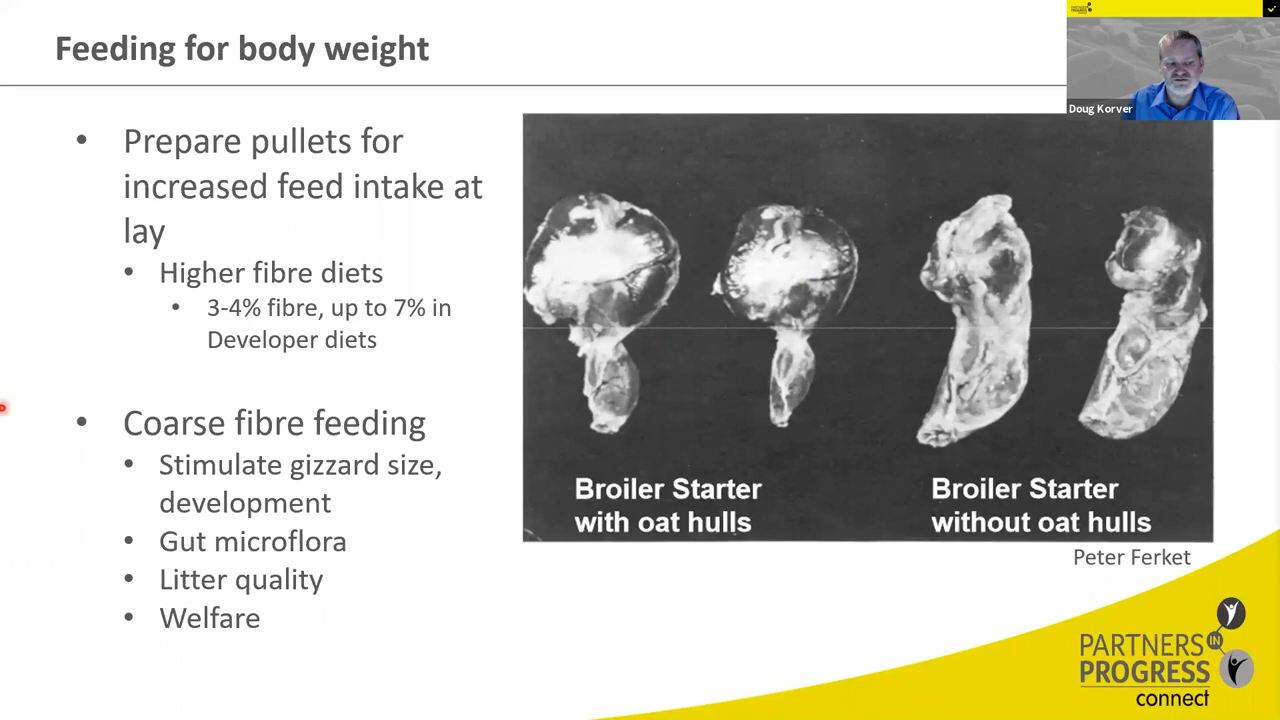 Feeding for body weight
Doug Korver
• Prepare pullets for
increased feed intake at
lay
• Higher fibre diets
• 3-4% fibre, up to 7% in
Developer diets
• Coarse fibre feeding
• Stimulate gizzard size,
development
• Gut microflora
• Litter quality
• Welfare
Broiler Starter
with oat hulls
Broiler Starter
without oat hulls
Peter Ferket
PARTNERS
IN
PROGRESS
connect